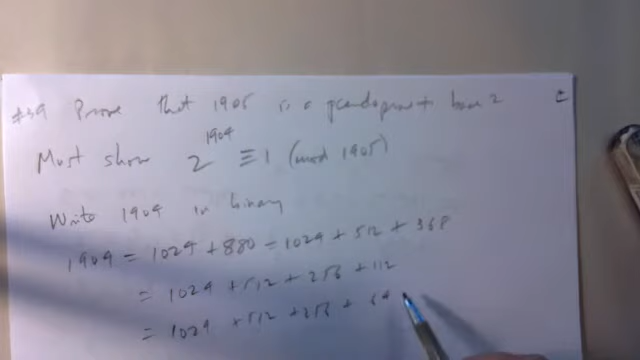 #39 Prove that 1905 is a pseudoprime to base 2
Must show 2^1904 ≡ 1 (mod 1905)
Write 1904 in binary
1904 = 1024 + 880 = 1024 + 512 + 368
= 1024 + 512 + 256 + 112
= 1024 + 512 + 256 + 64